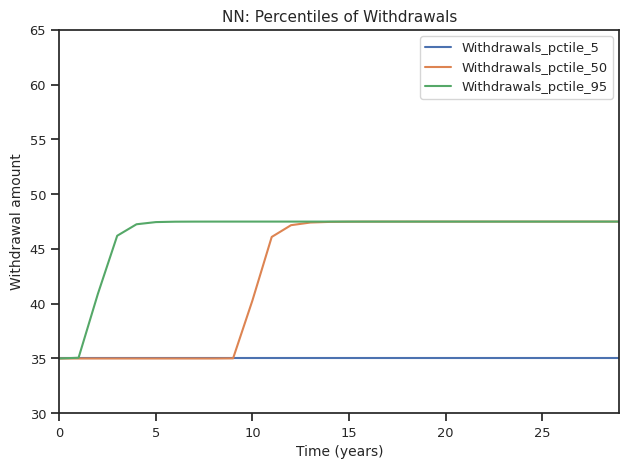 NN: Percentiles of Withdrawals
Withdrawals_pctile_5
Withdrawals_pctile_50
Withdrawals_pctile_95
Withdrawal amount
65
60
55
50
45
40
35
30
0 5 10 15 20 25
Time (years)